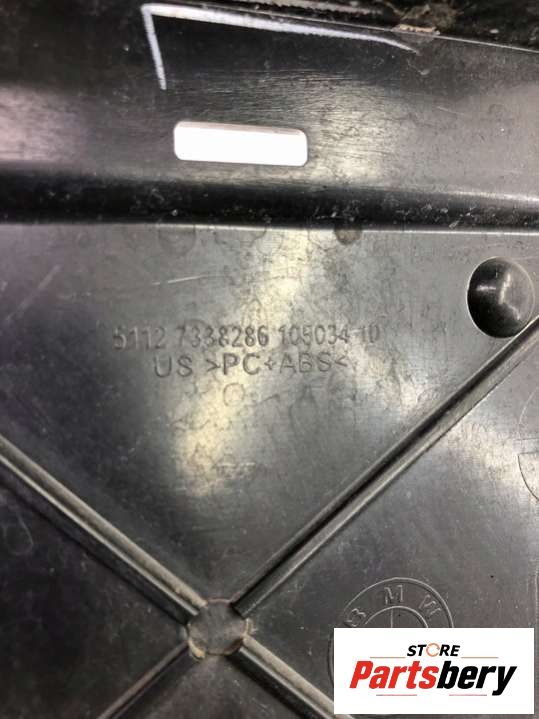 5112 7338286 105034 10
US >PC+ABS<
BMW
STORE
Partsbery